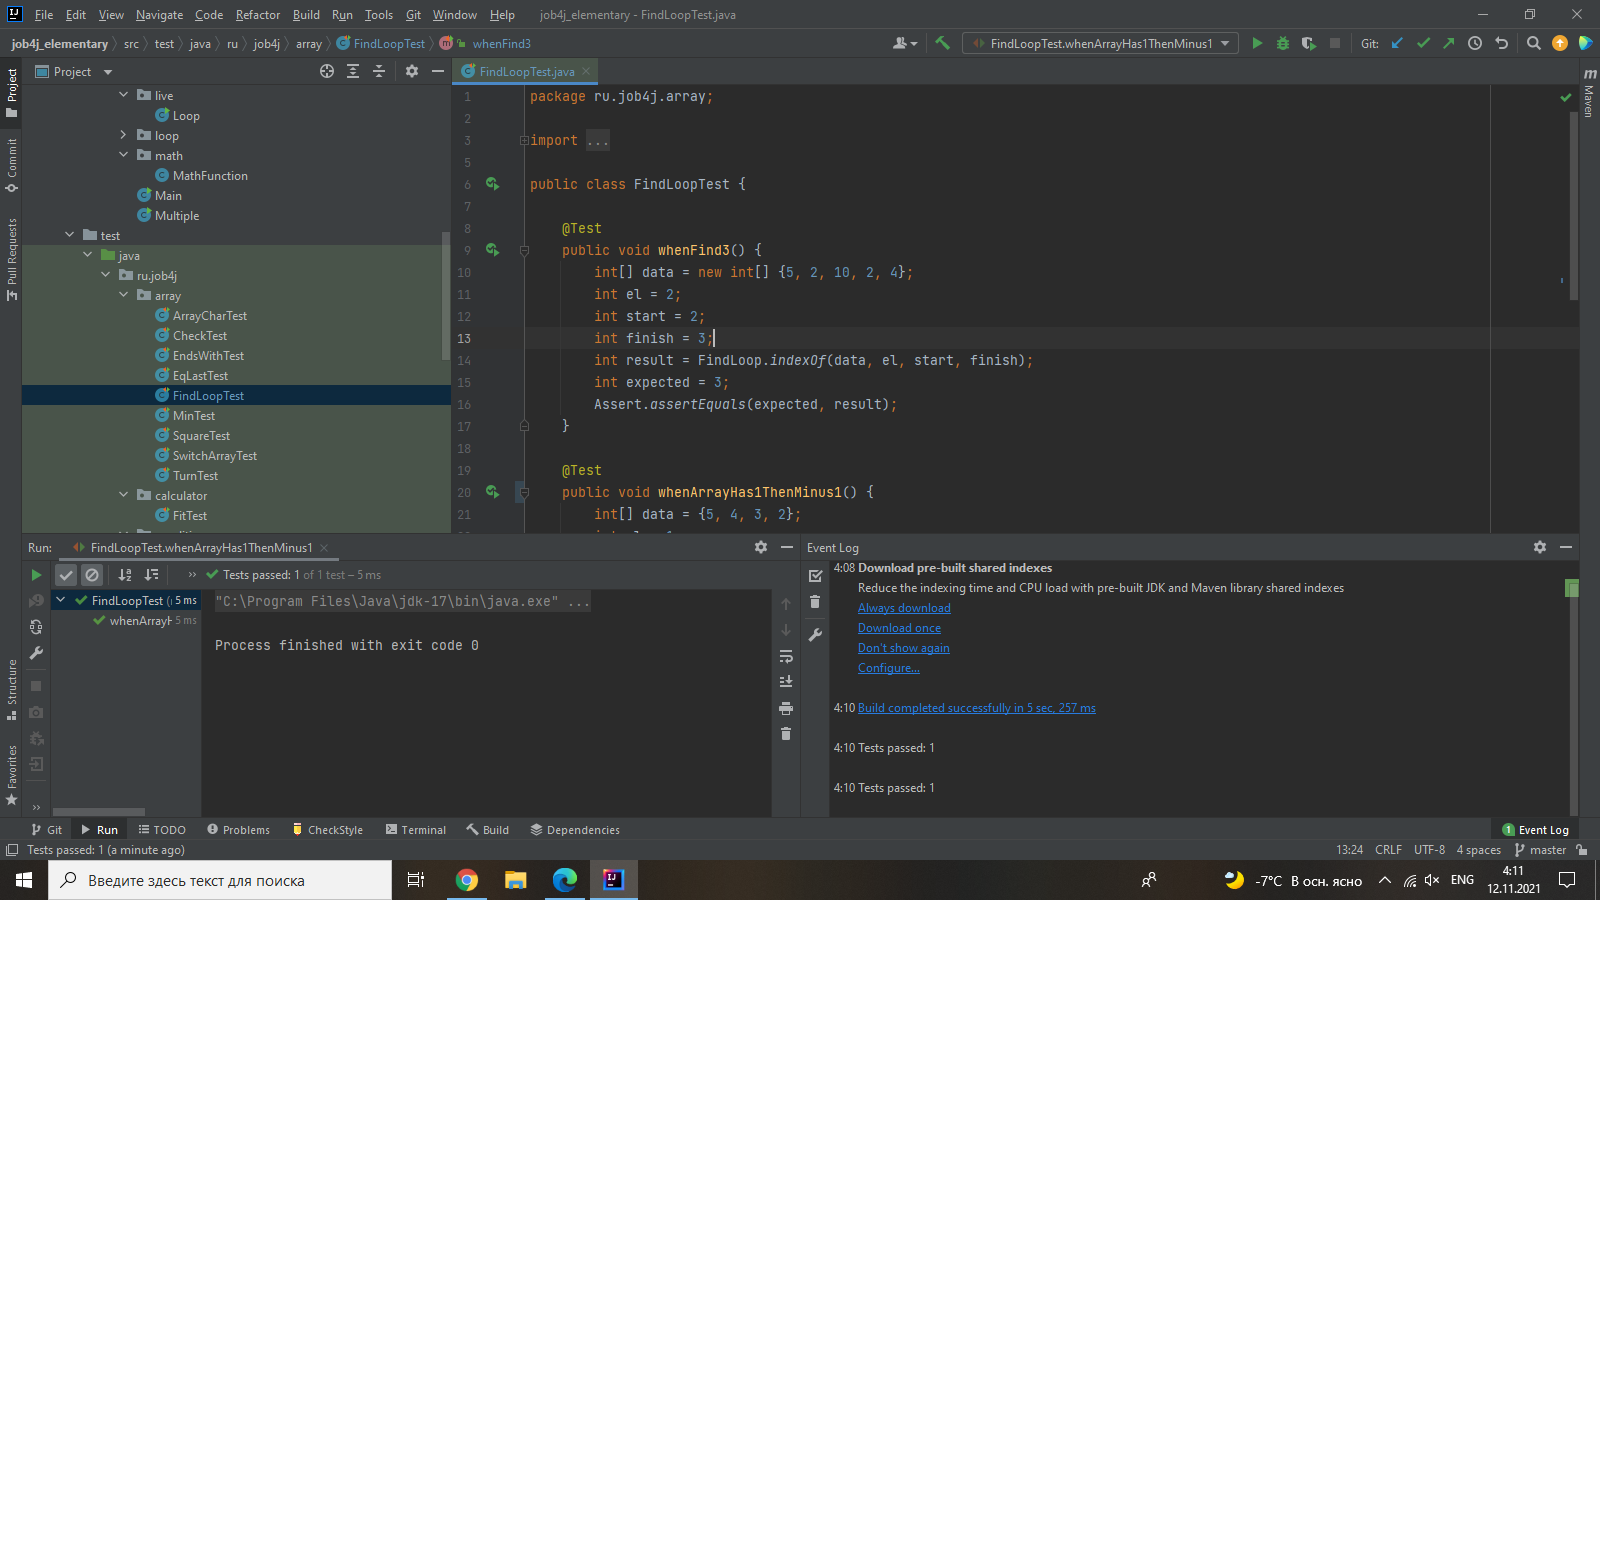 File Edit View Navigate Code Refactor Build Run Tools Git Window Help job4j_elementary - FindLoopTest.java
job4j_elementary src test java ru job4j array FindLoopTest whenFind3 FindLoopTest.whenArrayHas1ThenMinus1 Git:
Project
Commit
Pull Requests
Structure
Favorites
Maven
Project
live
Loop
loop
math
MathFunction
Main
Multiple
test
java
ru.job4j
array
ArrayCharTest
CheckTest
EndsWithTest
EqLastTest
FindLoopTest
MinTest
SquareTest
SwitchArrayTest
TurnTest
calculator
FitTest
FindLoopTest.java
1 package ru.job4j.array;
2
3 import ...
5
6 public class FindLoopTest {
7
8 @Test
9 public void whenFind3() {
10 int[] data = new int[] {5, 2, 10, 2, 4};
11 int el = 2;
12 int start = 2;
13 int finish = 3;
14 int result = FindLoop.indexOf(data, el, start, finish);
15 int expected = 3;
16 Assert.assertEquals(expected, result);
17 }
18
19 @Test
20 public void whenArrayHas1ThenMinus1() {
21 int[] data = {5, 4, 3, 2};
Run: FindLoopTest.whenArrayHas1ThenMinus1
Tests passed: 1 of 1 test – 5 ms
FindLoopTest (r 5 ms
whenArrayH 5 ms
"C:\Program Files\Java\jdk-17\bin\java.exe" ...
Process finished with exit code 0
Event Log
4:08 Download pre-built shared indexes
Reduce the indexing time and CPU load with pre-built JDK and Maven library shared indexes
Always download
Download once
Don't show again
Configure...
4:10 Build completed successfully in 5 sec, 257 ms
4:10 Tests passed: 1
4:10 Tests passed: 1
Git Run TODO Problems CheckStyle Terminal Build Dependencies 1 Event Log
Tests passed: 1 (a minute ago) 13:24 CRLF UTF-8 4 spaces master
Введите здесь текст для поиска -7°C В осн. ясно ENG 4:11
12.11.2021